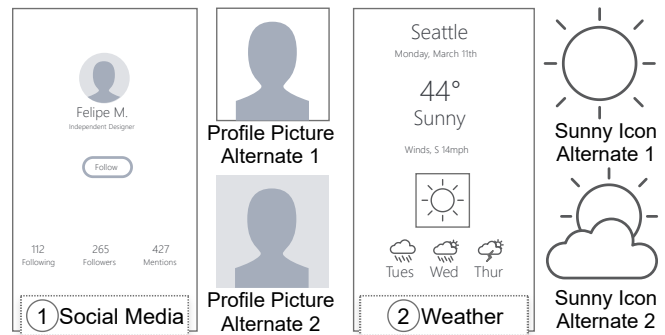 Felipe M.
Independent Designer
Follow
112
265
427
Following
Followers
Mentions
1 Social Media
Profile Picture
Alternate 1
Profile Picture
Alternate 2
Seattle
Monday, March 11th
44°
Sunny
Winds, S 14mph
Tues
Wed
Thur
2 Weather
Sunny Icon
Alternate 1
Sunny Icon
Alternate 2